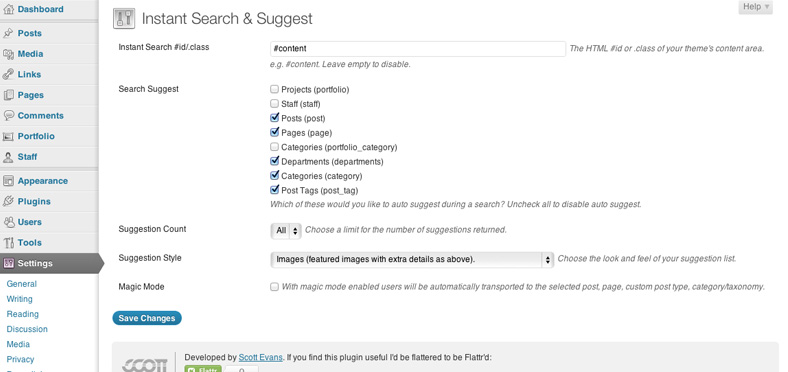 Dashboard
Posts
Media
Links
Pages
Comments
Portfolio
Staff
Appearance
Plugins
Users
Tools
Settings
General
Writing
Reading
Discussion
Media
Privacy
Help
Instant Search & Suggest
Instant Search #id/.class
#content
The HTML #id or .class of your theme's content area.
e.g. #content. Leave empty to disable.
Search Suggest
Projects (portfolio)
Staff (staff)
Posts (post)
Pages (page)
Categories (portfolio_category)
Departments (departments)
Categories (category)
Post Tags (post_tag)
Which of these would you like to auto suggest during a search? Uncheck all to disable auto suggest.
Suggestion Count
All
Choose a limit for the number of suggestions returned.
Suggestion Style
Images (featured images with extra details as above).
Choose the look and feel of your suggestion list.
Magic Mode
With magic mode enabled users will be automatically transported to the selected post, page, custom post type, category/taxonomy.
Save Changes
SCOTT
Developed by Scott Evans. If you find this plugin useful I'd be flattered to be Flattr'd:
Flattr
0